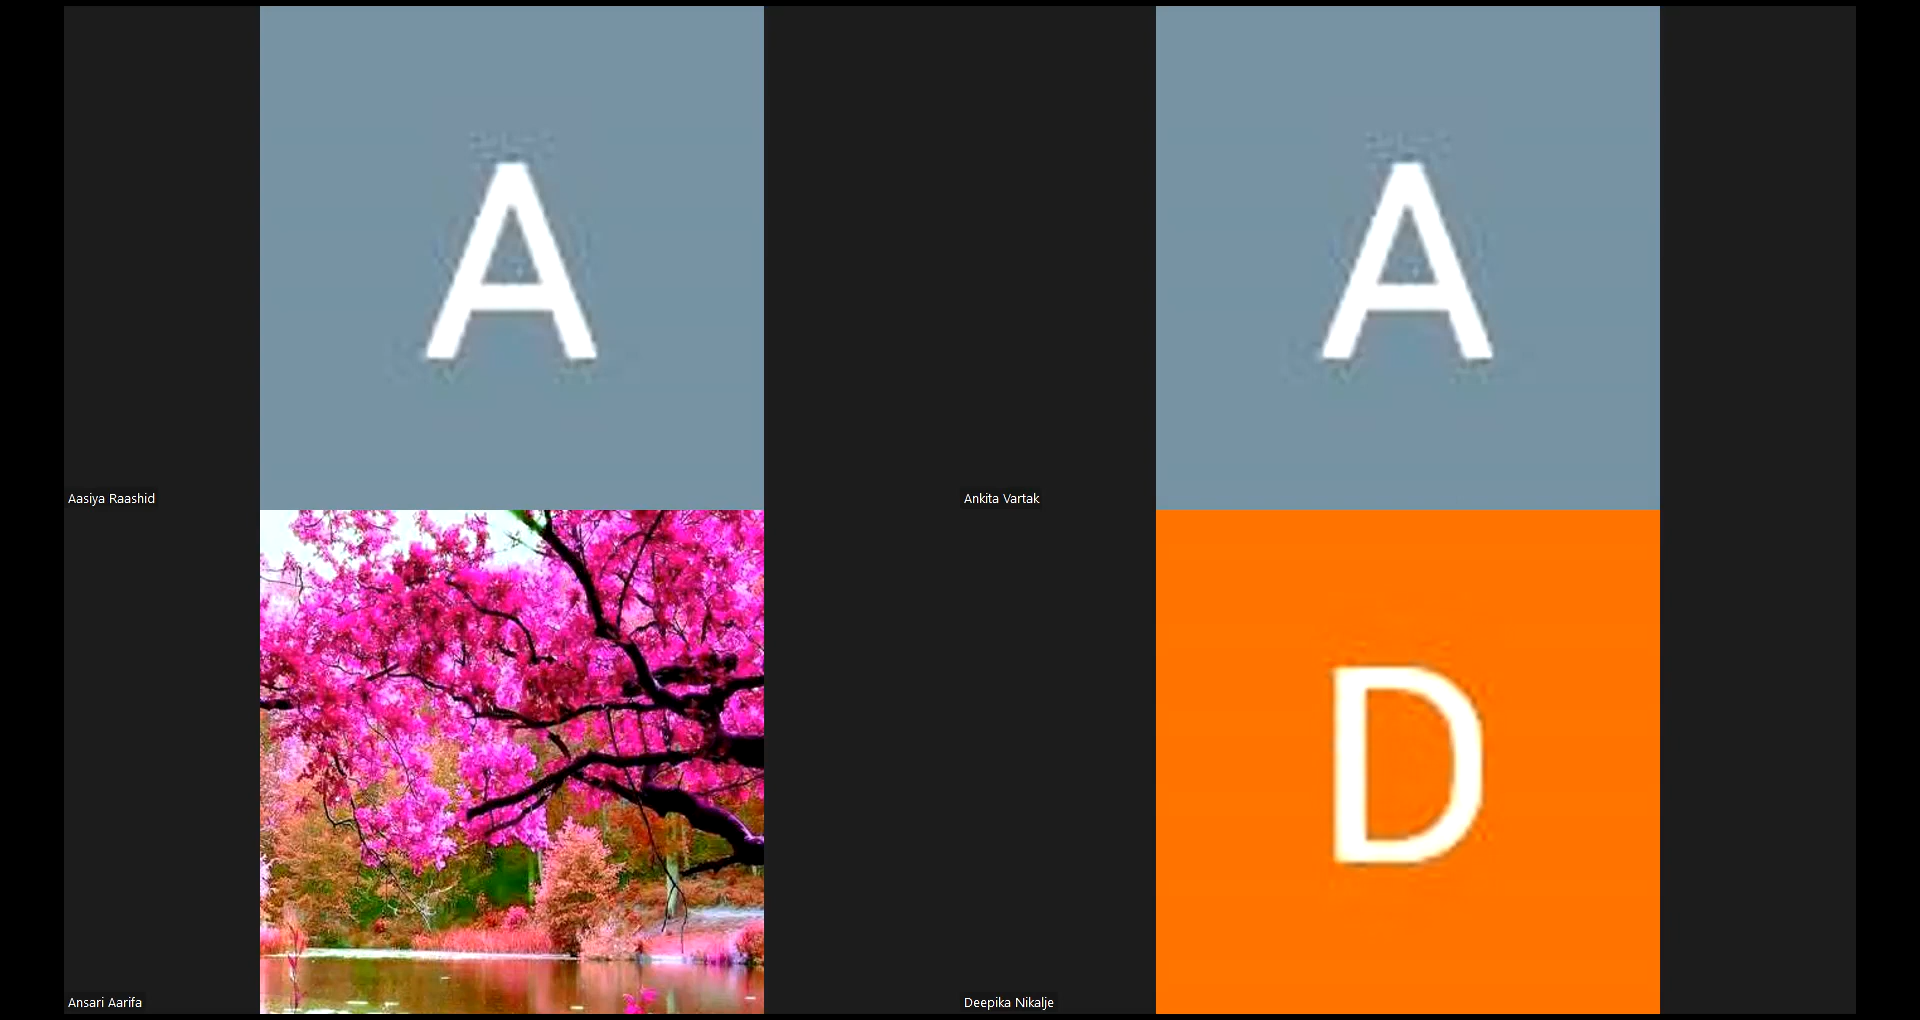 A
A
Aasiya Raashid
Ankita Vartak
D
Ansari Aarifa
Deepika Nikalje